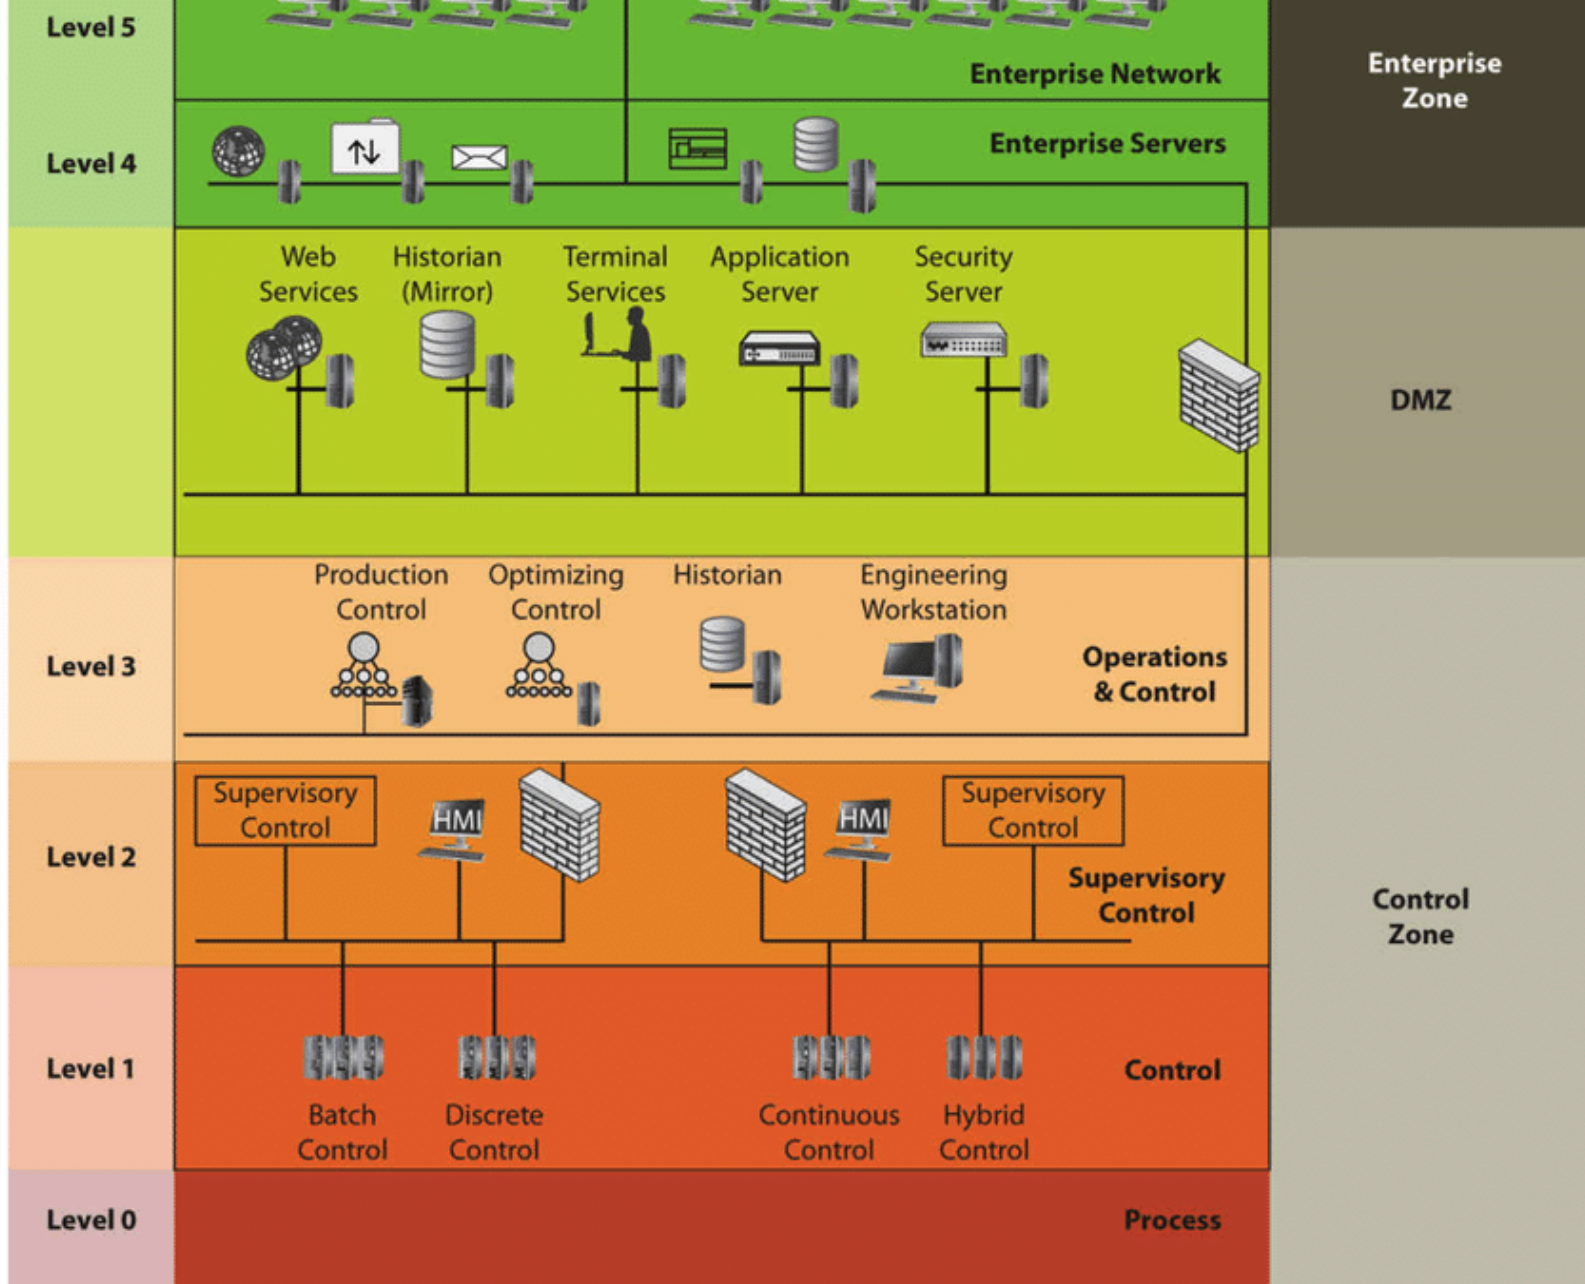 Level 5
Enterprise Network
Enterprise
Zone
Level 4
Enterprise Servers
Web
Services
Historian
(Mirror)
Terminal
Services
Application
Server
Security
Server
DMZ
Level 3
Production
Control
Optimizing
Control
Historian
Engineering
Workstation
Operations
& Control
Level 2
Supervisory
Control
HMI
HMI
Supervisory
Control
Supervisory
Control
Control
Zone
Level 1
Batch
Control
Discrete
Control
Continuous
Control
Hybrid
Control
Control
Level 0
Process